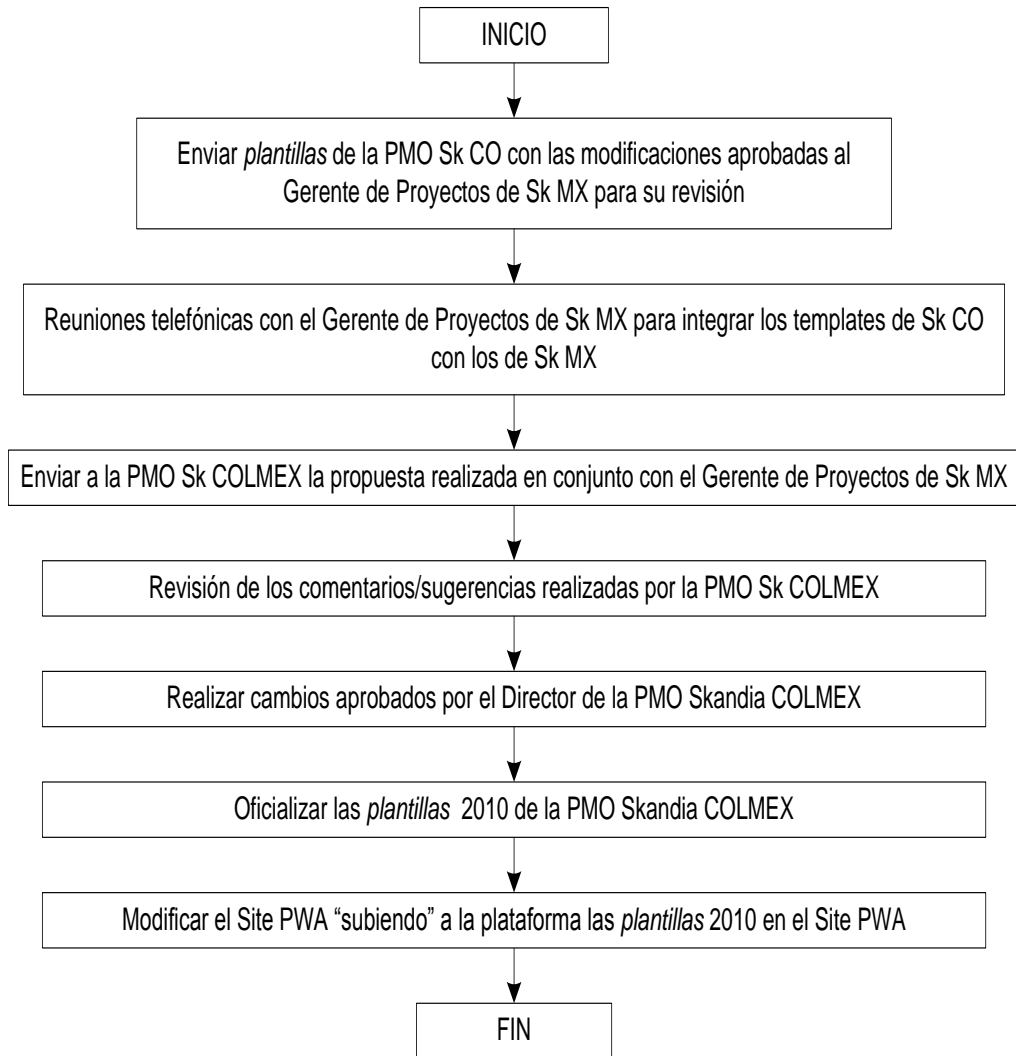 INICIO
Enviar plantillas de la PMO Sk CO con las modificaciones aprobadas al
Gerente de Proyectos de Sk MX para su revisión
Reuniones telefónicas con el Gerente de Proyectos de Sk MX para integrar los templates de Sk CO
con los de Sk MX
Enviar a la PMO Sk COLMEX la propuesta realizada en conjunto con el Gerente de Proyectos de Sk MX
Revisión de los comentarios/sugerencias realizadas por la PMO Sk COLMEX
Realizar cambios aprobados por el Director de la PMO Skandia COLMEX
Oficializar las plantillas 2010 de la PMO Skandia COLMEX
Modificar el Site PWA “subiendo” a la plataforma las plantillas 2010 en el Site PWA
FIN